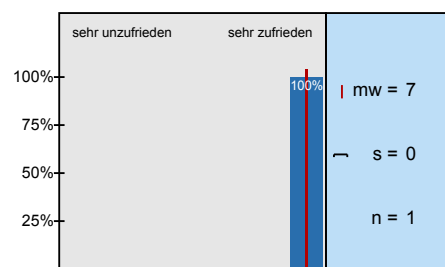 sehr unzufrieden sehr zufrieden
100%
100%
mw = 7
75%
50%
s = 0
25%
n = 1